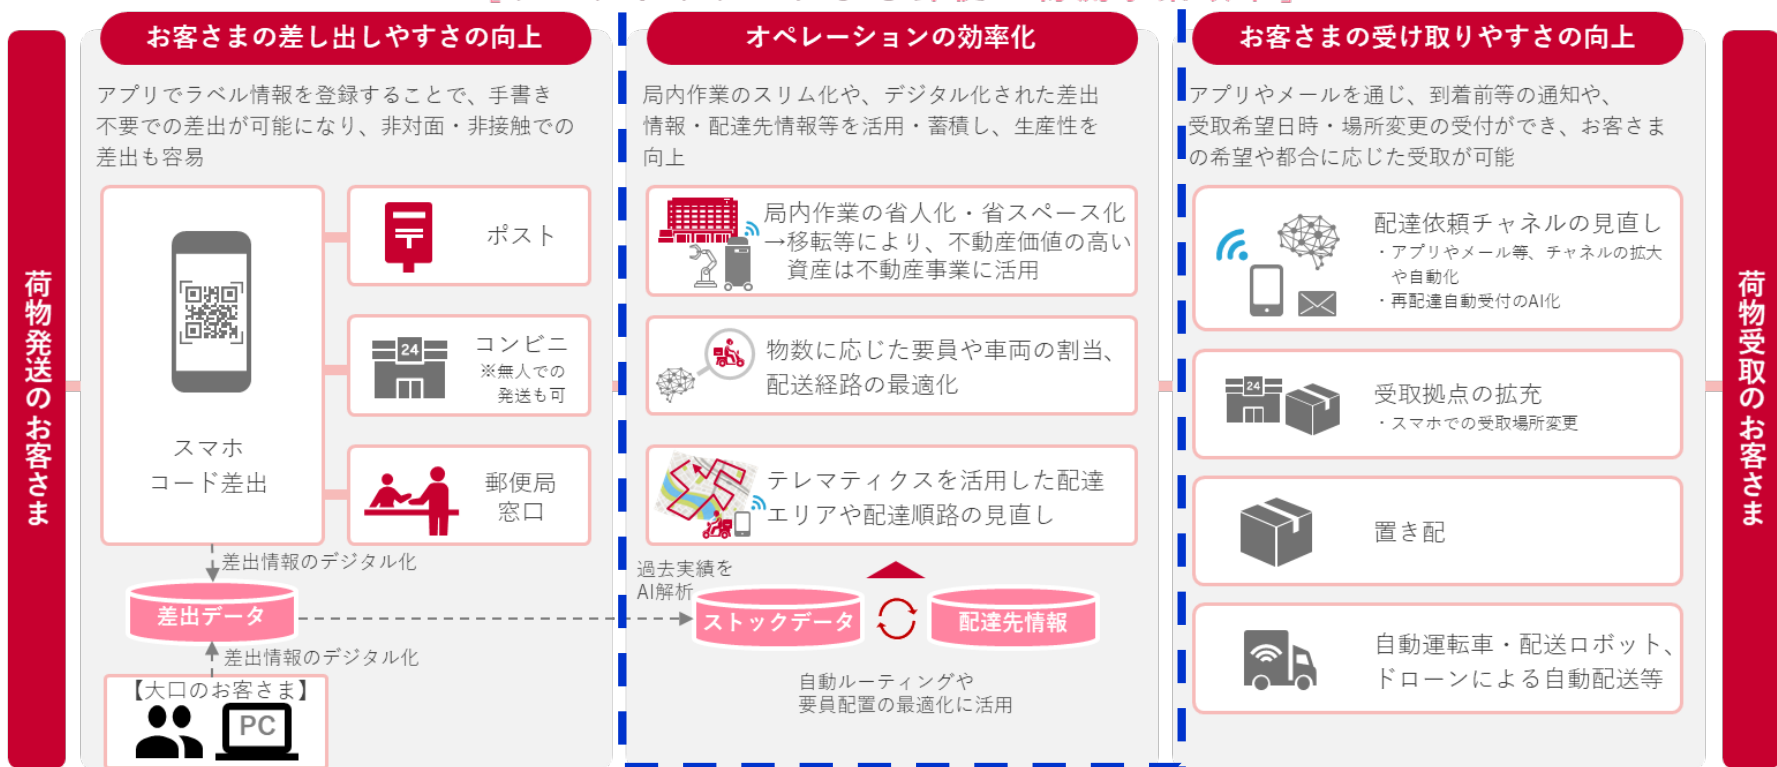 荷物発送のお客さま
お客さまの差し出しやすさの向上
アプリでラベル情報を登録することで、手書き
不要での差出が可能になり、非対面・非接触での
差出も容易
スマホ
コード差出
ポスト
24
コンビニ
※無人での
発送も可
郵便局
窓口
差出情報のデジタル化
差出データ
差出情報のデジタル化
【大口のお客さま】
PC
オペレーションの効率化
局内作業のスリム化や、デジタル化された差出
情報・配達先情報等を活用・蓄積し、生産性を
向上
局内作業の省人化・省スペース化
→移転等により、不動産価値の高い
資産は不動産事業に活用
物数に応じた要員や車両の割当、
配送経路の最適化
テレマティクスを活用した配達
エリアや配達順路の見直し
過去実績を
AI解析
ストックデータ
配達先情報
自動ルーティングや
要員配置の最適化に活用
お客さまの受け取りやすさの向上
アプリやメールを通じ、到着前等の通知や、
受取希望日時・場所変更の受付ができ、お客さま
の希望や都合に応じた受取が可能
配達依頼チャネルの見直し
・アプリやメール等、チャネルの拡大
や自動化
・再配達自動受付のAI化
24
受取拠点の拡充
・スマホでの受取場所変更
置き配
自動運転車・配送ロボット、
ドローンによる自動配送等
荷物受取のお客さま